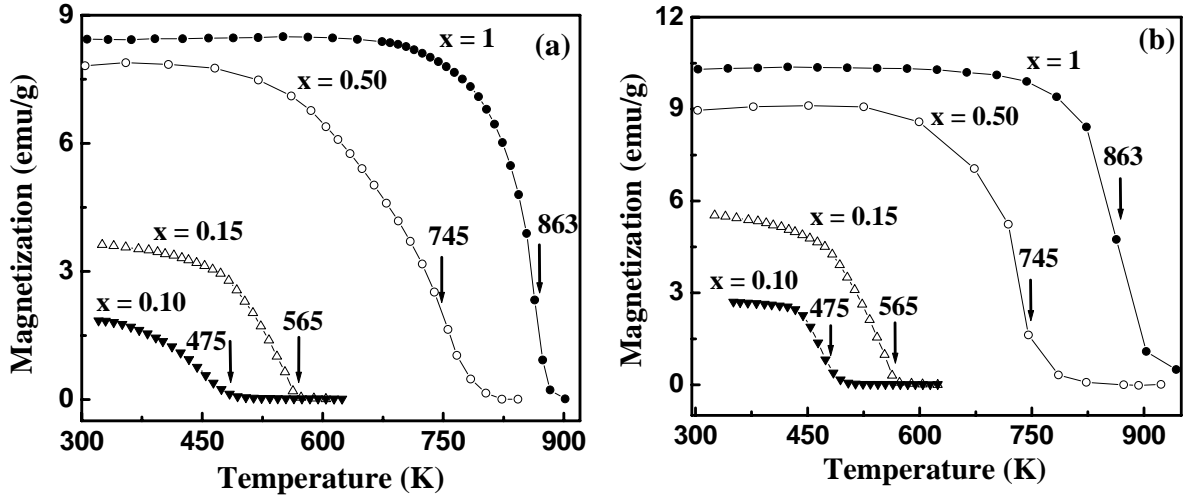 9
6
3
0
Magnetization (emu/g)
(a)
x = 1
x = 0.50
x = 0.15
x = 0.10
475
565
745
863
300
450
600
750
900
Temperature (K)
12
9
6
3
0
Magnetization (emu/g)
(b)
x = 1
x = 0.50
x = 0.15
x = 0.10
475
565
745
863
300
450
600
750
900
Temperature (K)